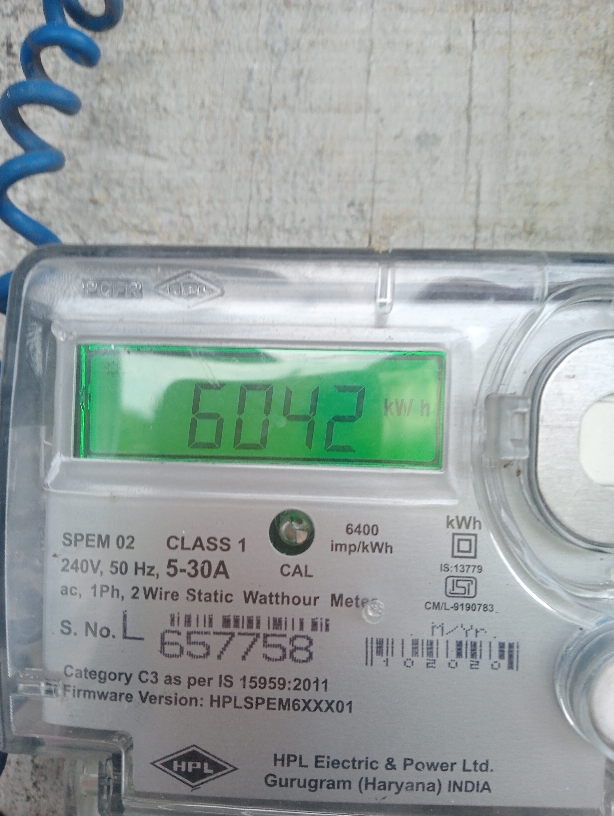 6042 kW h
SPEM 02 CLASS 1
6400
imp/kWh
kWh
240V, 50 Hz, 5-30A
CAL
IS:13779
ISI
CM/L-9190783
ac, 1Ph, 2 Wire Static Watthour Meter
S. No. L 657758
M/Yr.
102020
Category C3 as per IS 15959:2011
Firmware Version: HPLSPEM6XXX01
HPL
HPL Electric & Power Ltd.
Gurugram (Haryana) INDIA